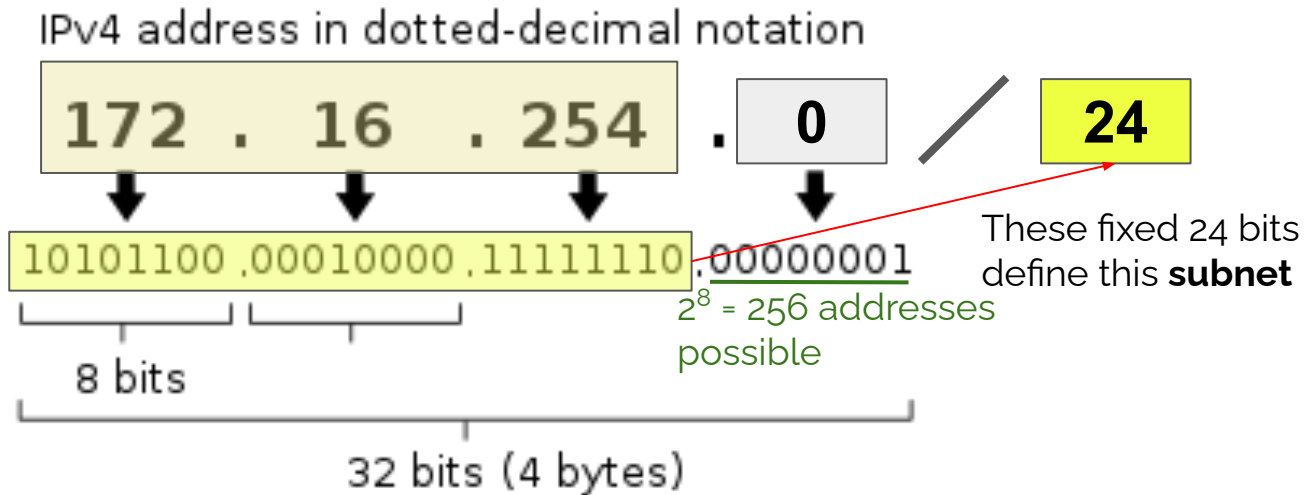 IPv4 address in dotted-decimal notation
172 . 16 . 254 . 0 / 24
10101100 .00010000 .11111110 .00000001
These fixed 24 bits
define this subnet
2⁸ = 256 addresses
possible
8 bits
32 bits (4 bytes)